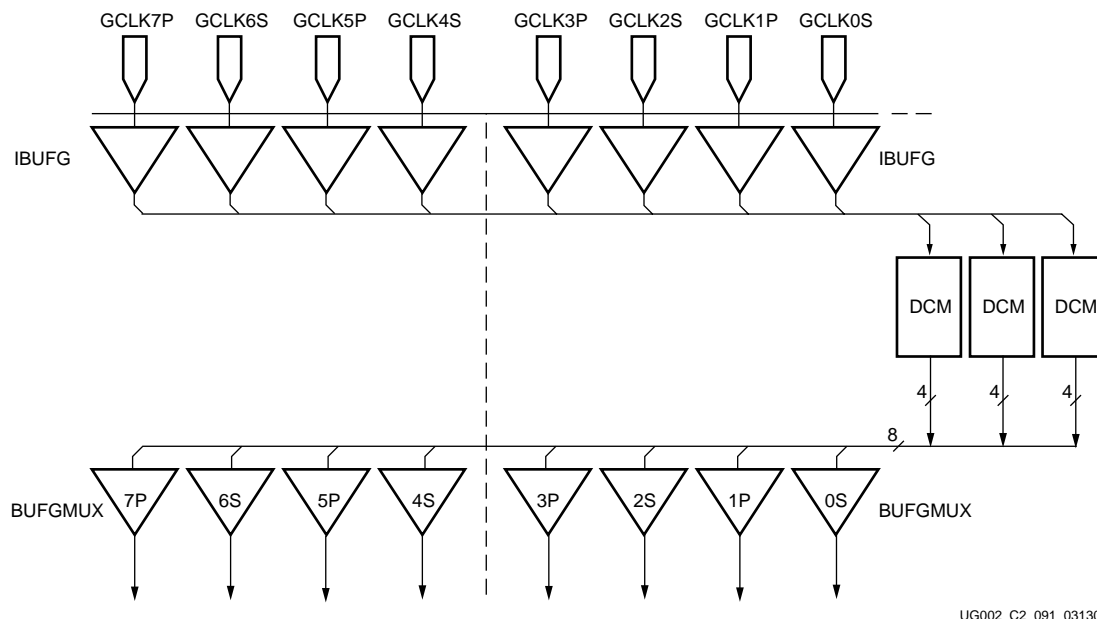 GCLK7P GCLK6S GCLK5P GCLK4S GCLK3P GCLK2S GCLK1P GCLK0S
IBUFG IBUFG
DCM DCM DCM
4 4 4
8
7P 6S 5P 4S 3P 2S 1P 0S
BUFGMUX BUFGMUX
UG002_C2_091_03130